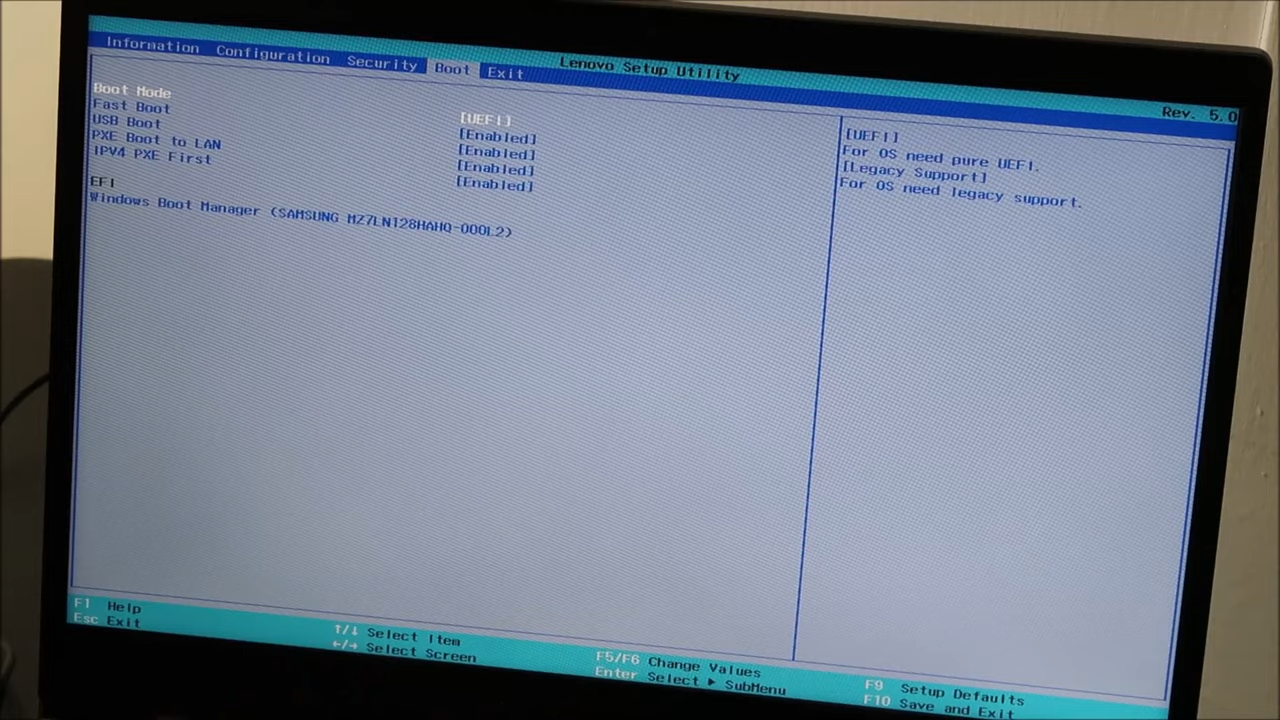 Lenovo Setup Utility
Rev. 5.0
Information Configuration Security Boot Exit
Boot Mode [UEFI]
Fast Boot [Enabled]
USB Boot [Enabled]
PXE Boot to LAN [Enabled]
IPV4 PXE First [Enabled]
EFI
Windows Boot Manager (SAMSUNG MZ7LN128HAHQ-000L2)
[UEFI]
For OS need pure UEFI.
[Legacy Support]
For OS need legacy support.
F1 Help ↑/↓ Select Item F5/F6 Change Values F9 Setup Defaults
Esc Exit ←/→ Select Screen Enter Select ▶ SubMenu F10 Save and Exit